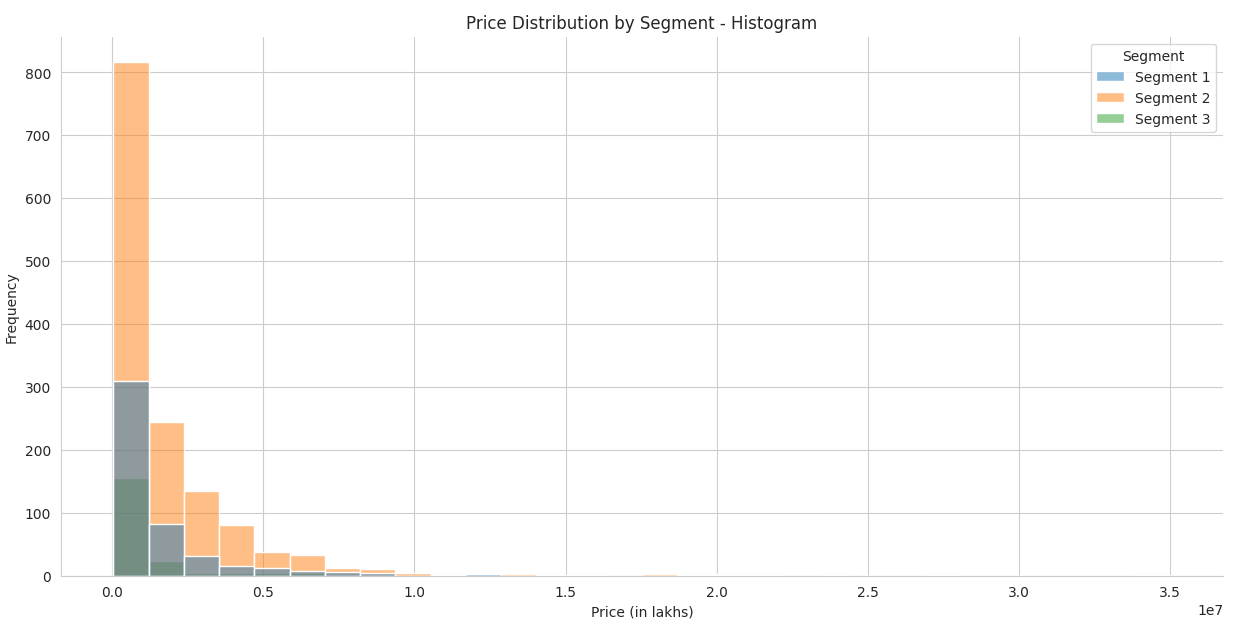 Price Distribution by Segment - Histogram
Segment
Segment 1
Segment 2
Segment 3
800
700
600
500
400
300
200
100
0
Frequency
0.0 0.5 1.0 1.5 2.0 2.5 3.0 3.5
1e7
Price (in lakhs)